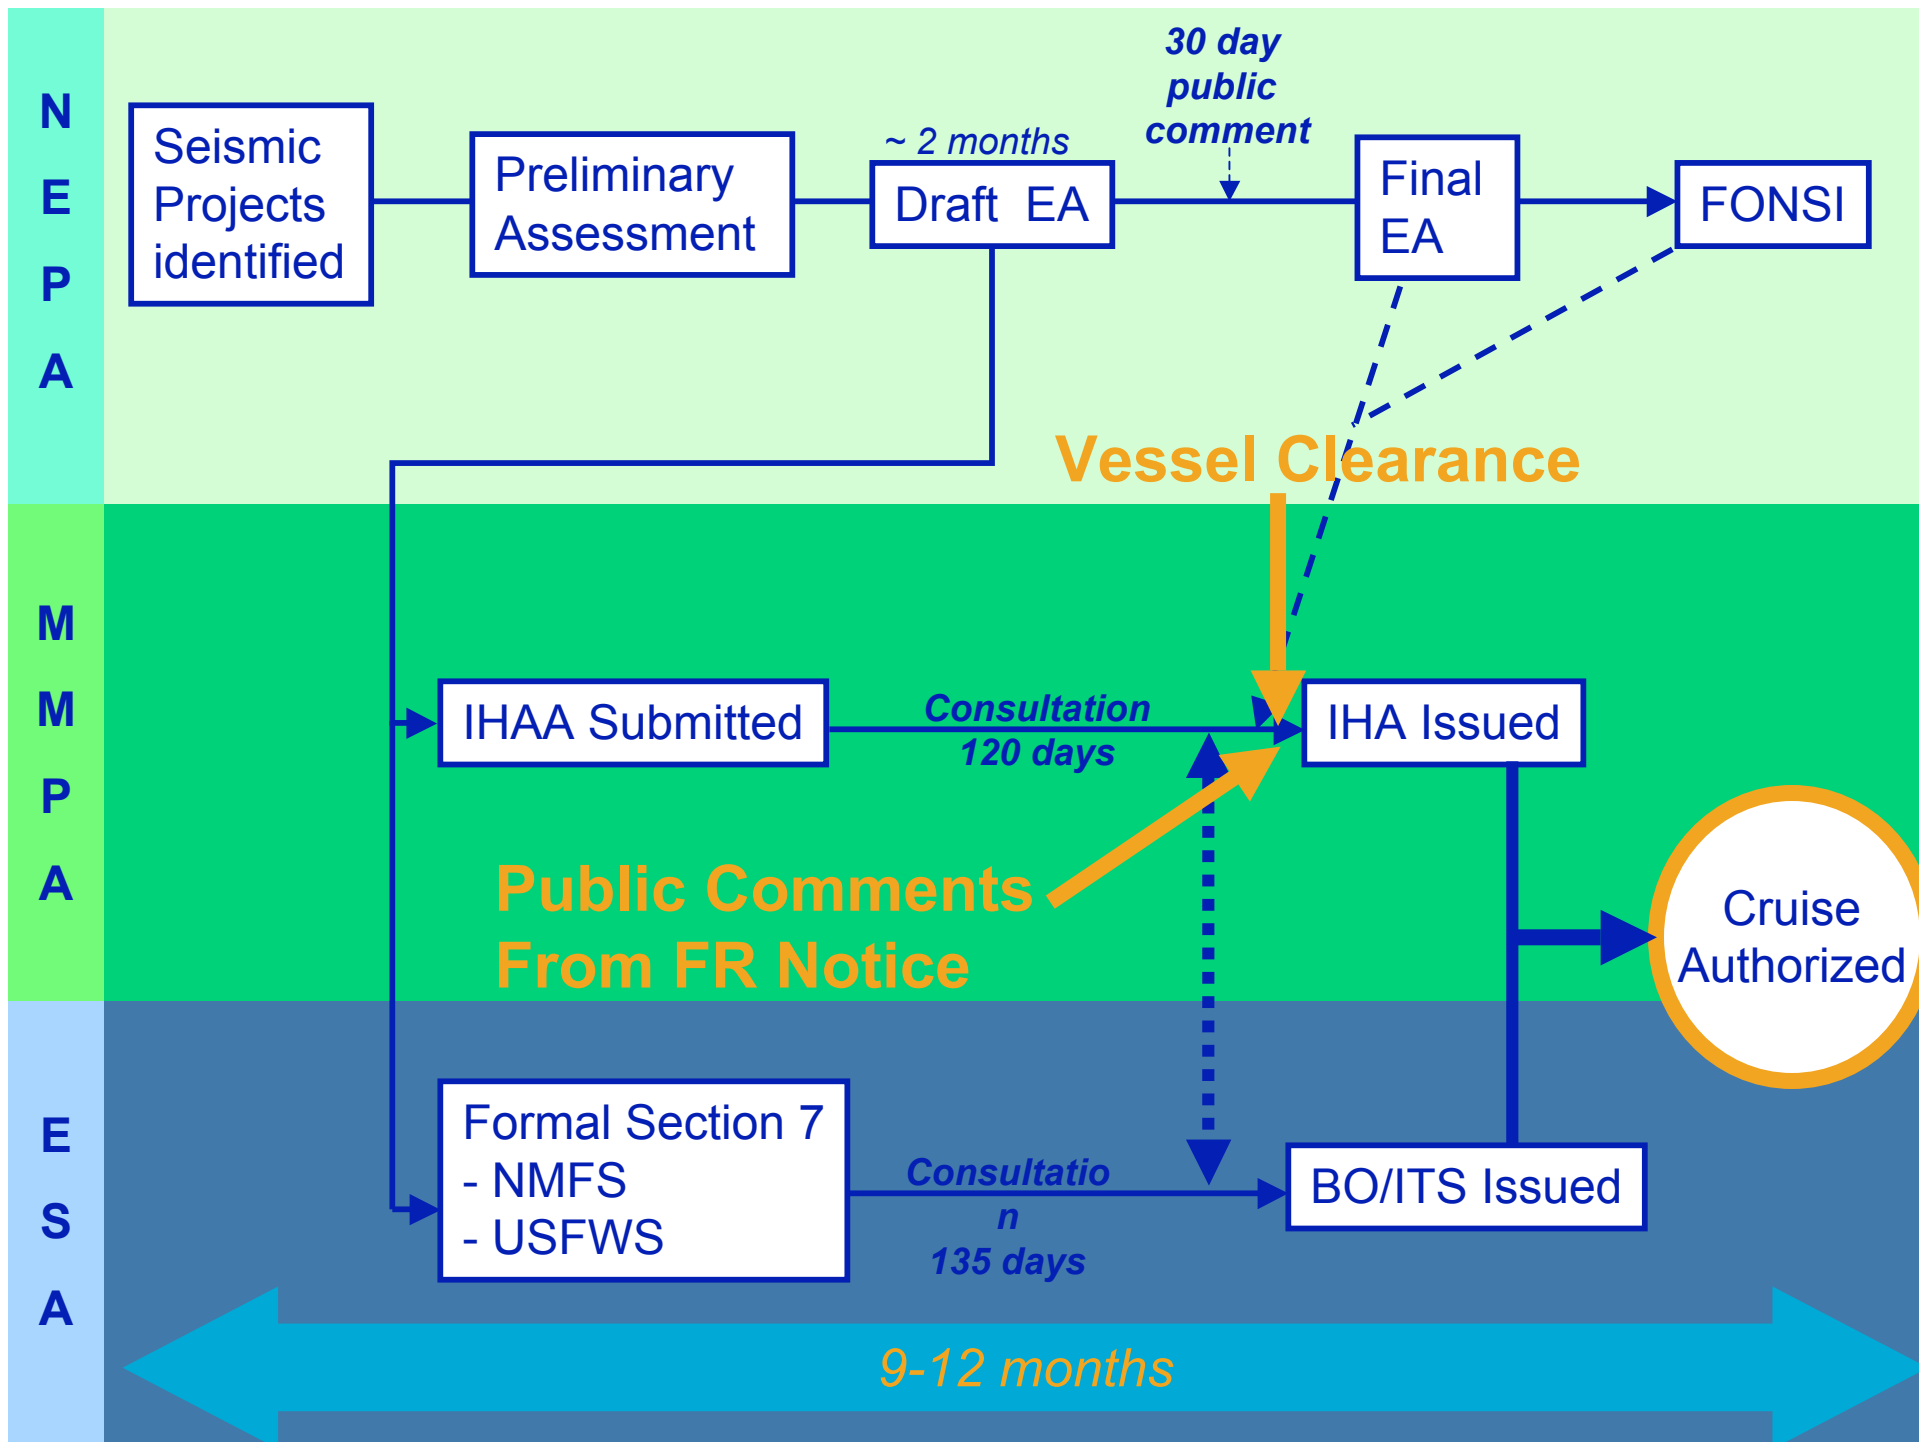 N
E
P
A
Seismic
Projects
identified
Preliminary
Assessment
~ 2 months
Draft EA
30 day
public
comment
Final
EA
FONSI
Vessel Clearance
M
M
P
A
IHAA Submitted
Consultation
120 days
IHA Issued
Public Comments
From FR Notice
Cruise
Authorized
E
S
A
Formal Section 7
- NMFS
- USFWS
Consultatio
n
135 days
BO/ITS Issued
9-12 months